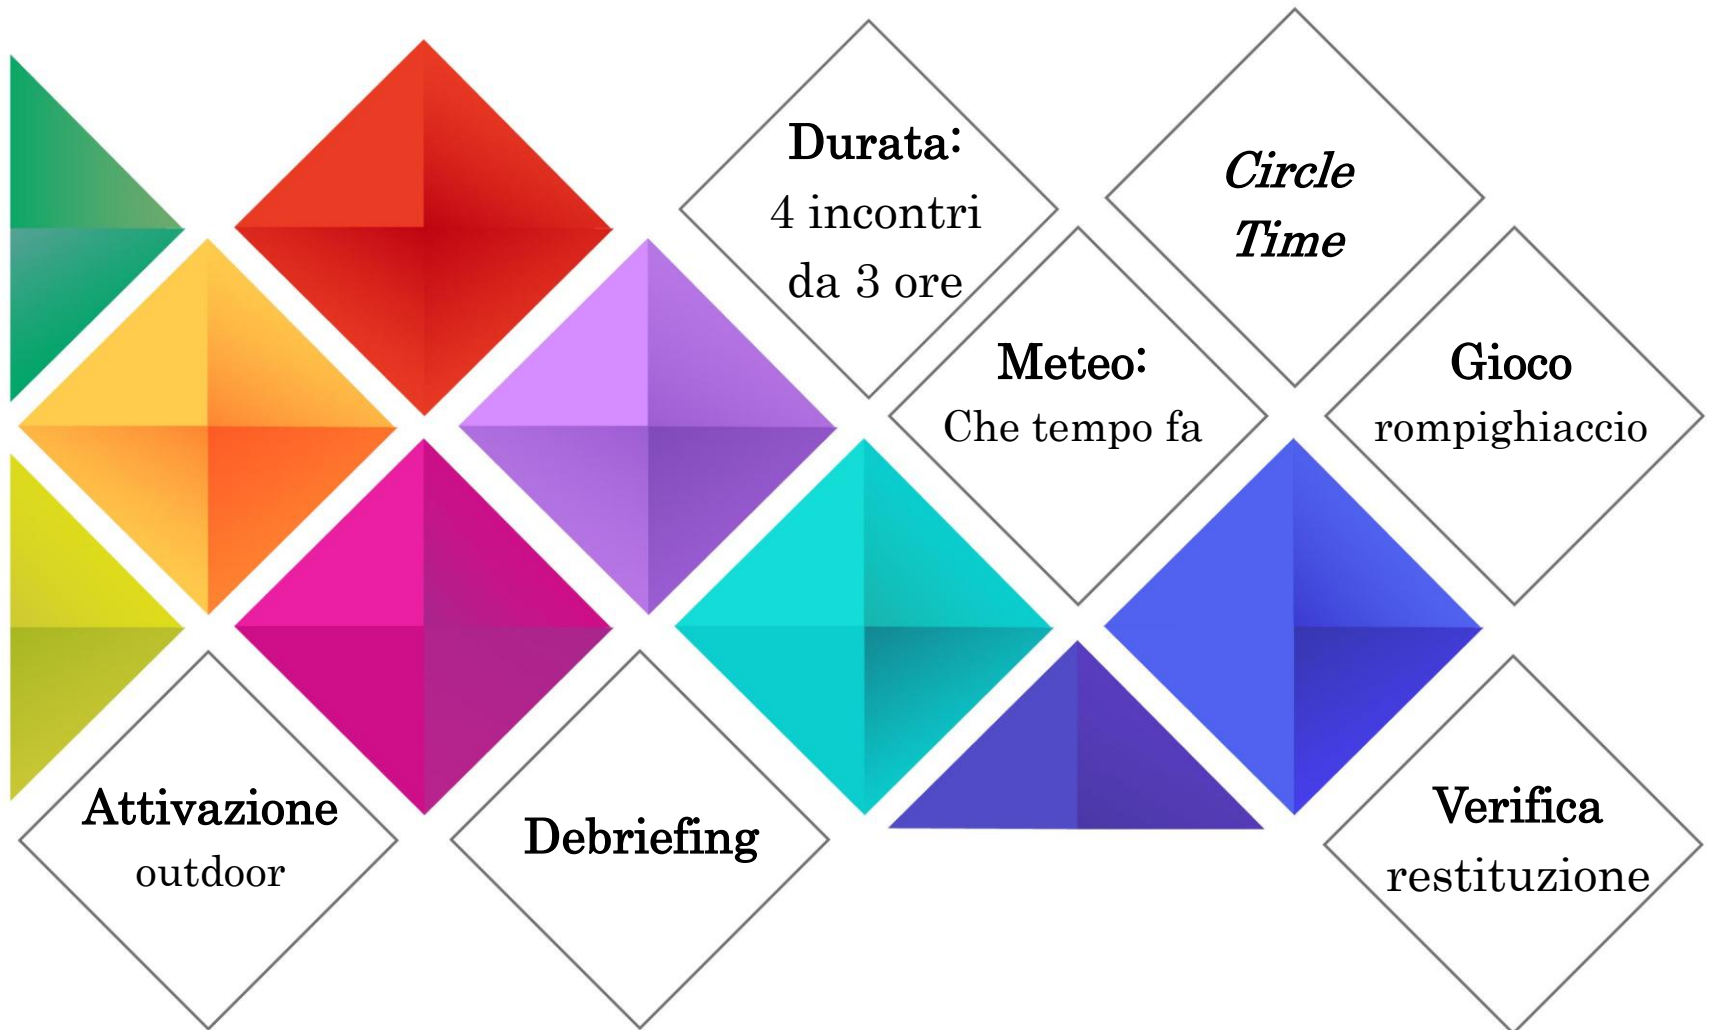 Durata:
4 incontri
da 3 ore
Circle
Time
Meteo:
Che tempo fa
Gioco
rompighiaccio
Attivazione
outdoor
Debriefing
Verifica
restituzione